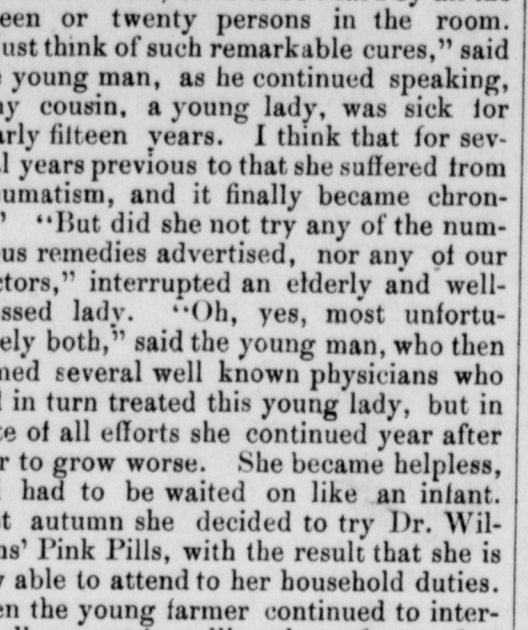 een or twenty persons in the room.
ust think of such remarkable cures," said
young man, as he continued speaking,
y cousin, a young lady, was sick for
arly fifteen years. I think that for sev-
l years previous to that she suffered from
umatism, and it finally became chron-
" "But did she not try any of the num-
us remedies advertised, nor any of our
ctors," interrupted an elderly and well-
ssed lady. "Oh, yes, most unfortu-
ely both," said the young man, who then
med several well known physicians who
in turn treated this young lady, but in
te of all efforts she continued year after
r to grow worse. She became helpless,
had to be waited on like an infant.
t autumn she decided to try Dr. Wil-
ms' Pink Pills, with the result that she is
able to attend to her household duties.
en the young farmer continued to inter-